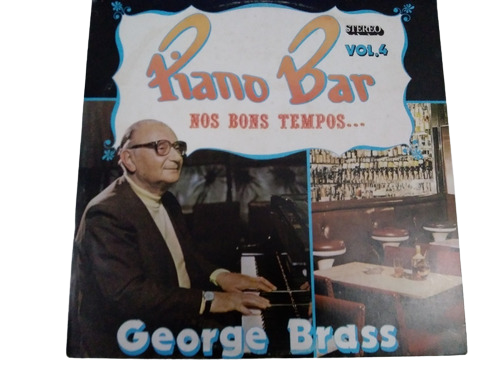 STEREO
VOL.4
Piano Bar
NOS BONS TEMPOS...
George Brass